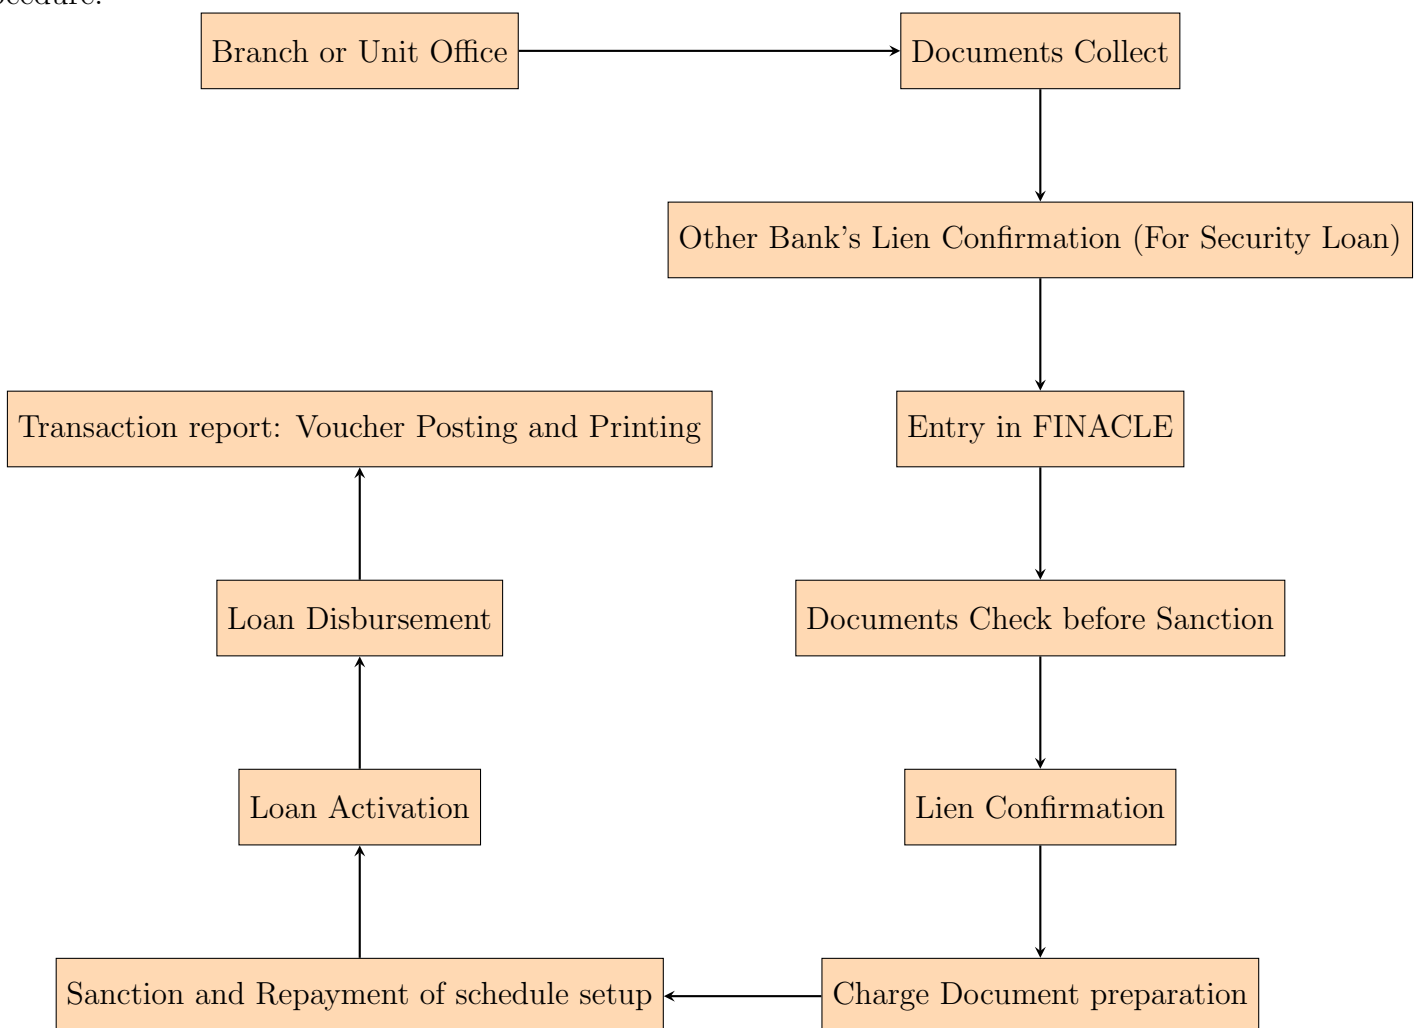 Branch or Unit Office
Documents Collect
Other Bank's Lien Confirmation (For Security Loan)
Entry in FINACLE
Documents Check before Sanction
Lien Confirmation
Charge Document preparation
Sanction and Repayment of schedule setup
Loan Activation
Loan Disbursement
Transaction report: Voucher Posting and Printing